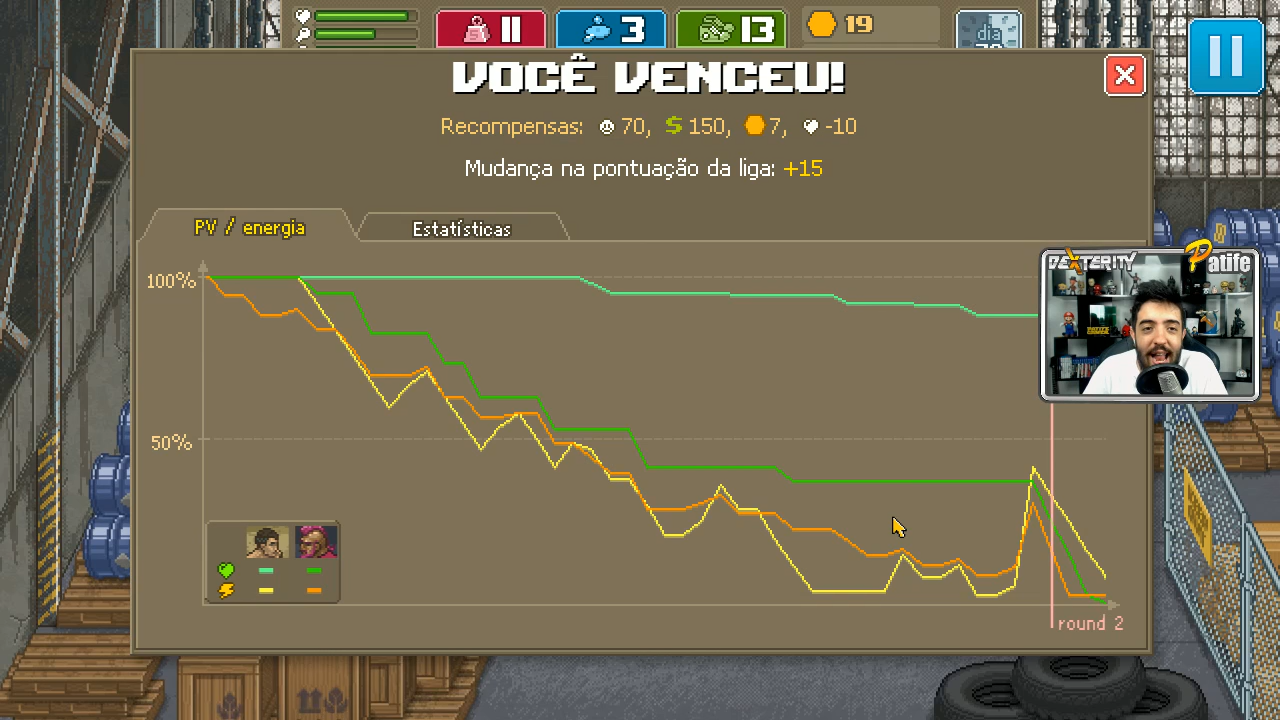 11
3
13
19
dia
VOCÊ VENCEU!
Recompensas: 70, $ 150, 7, -10
Mudança na pontuação da liga: +15
PV / energia
Estatísticas
100%
50%
round 2
DEXTERITY
Patife